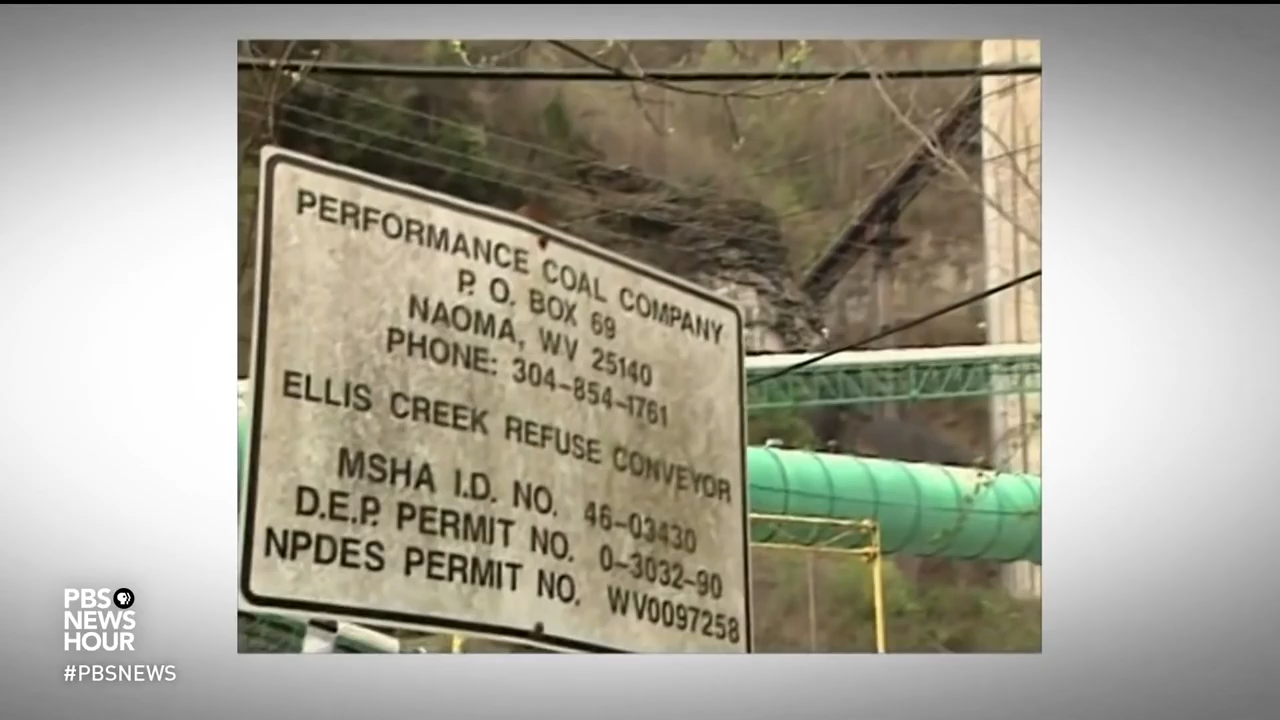 PERFORMANCE COAL COMPANY
P. O. BOX 69
NAOMA, WV 25140
PHONE: 304-854-1761
ELLIS CREEK REFUSE CONVEYOR
MSHA I.D. NO. 46-03430
D.E.P. PERMIT NO. 0-3032-90
NPDES PERMIT NO. WV0097258
PBS
NEWS
HOUR
#PBSNEWS